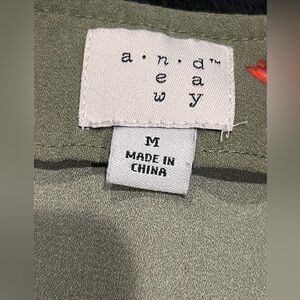 a · n · d™
e a
w y
M
MADE IN
CHINA